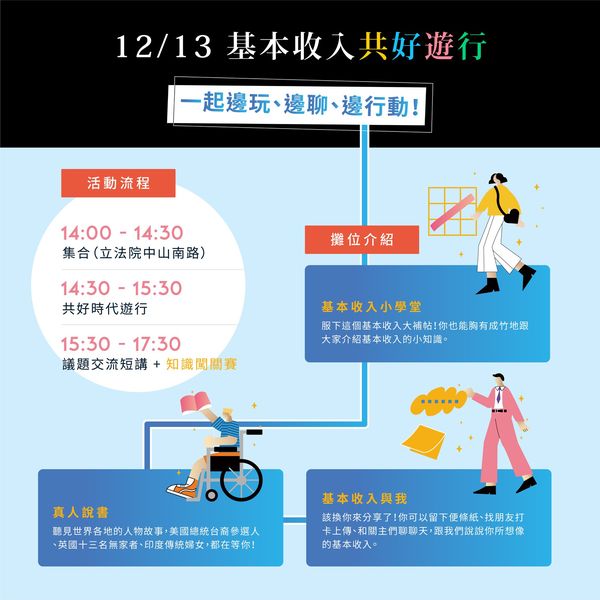 12/13 基本收入共好遊行
一起邊玩、邊聊、邊行動！
活動流程
14:00 - 14:30
集合（立法院中山南路）
14:30 - 15:30
共好時代遊行
15:30 - 17:30
議題交流短講 + 知識闖關賽
攤位介紹
基本收入小學堂
服下這個基本收入大補帖！你也能胸有成竹地跟
大家介紹基本收入的小知識。
真人說書
聽見世界各地的人物故事，美國總統台裔參選人
、英國十三名無家者、印度傳統婦女，都在等你！
基本收入與我
該換你來分享了！你可以留下便條紙、找朋友打
卡上傳、和關主們聊聊天，跟我們說說你所想像
的基本收入。